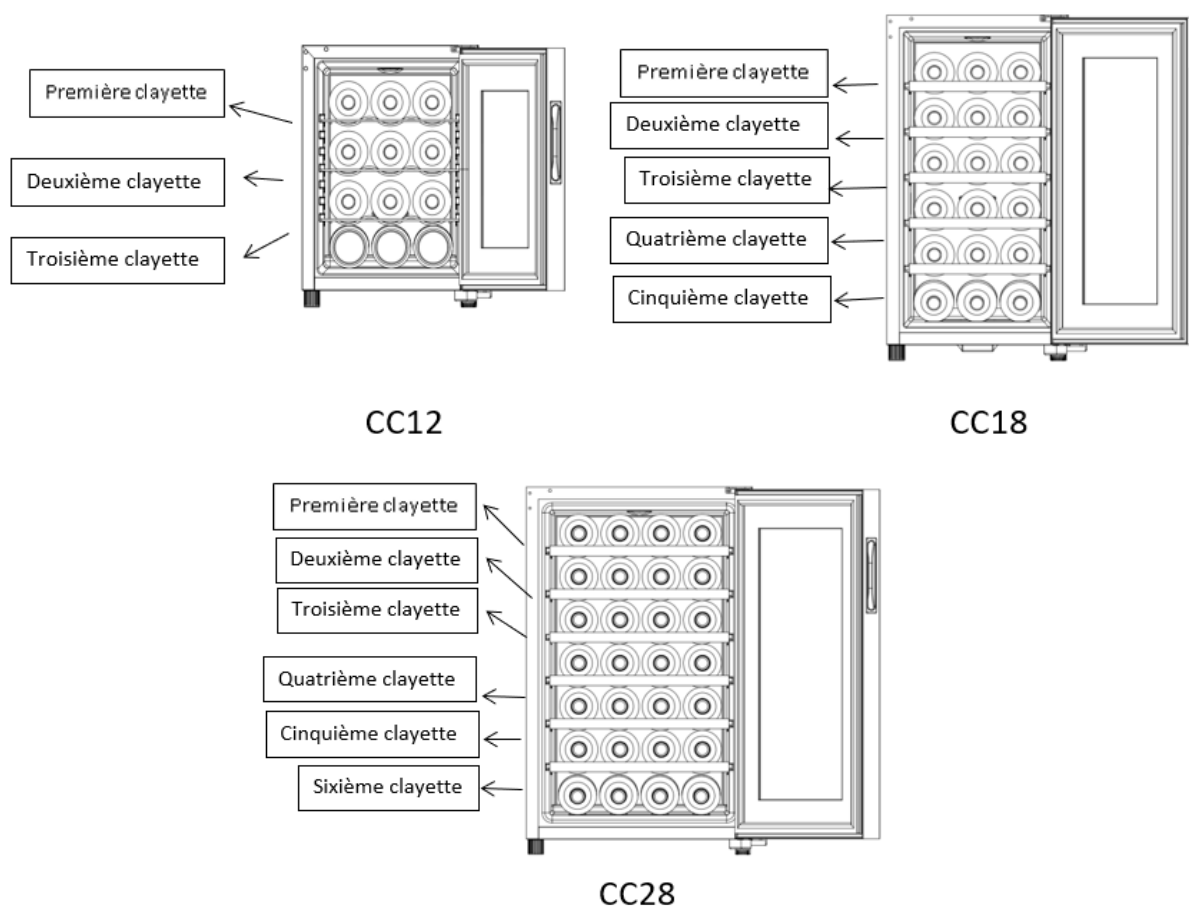 Première clayette
Deuxième clayette
Troisième clayette
Première clayette
Deuxième clayette
Troisième clayette
Quatrième clayette
Cinquième clayette
CC12
CC18
Première clayette
Deuxième clayette
Troisième clayette
Quatrième clayette
Cinquième clayette
Sixième clayette
CC28